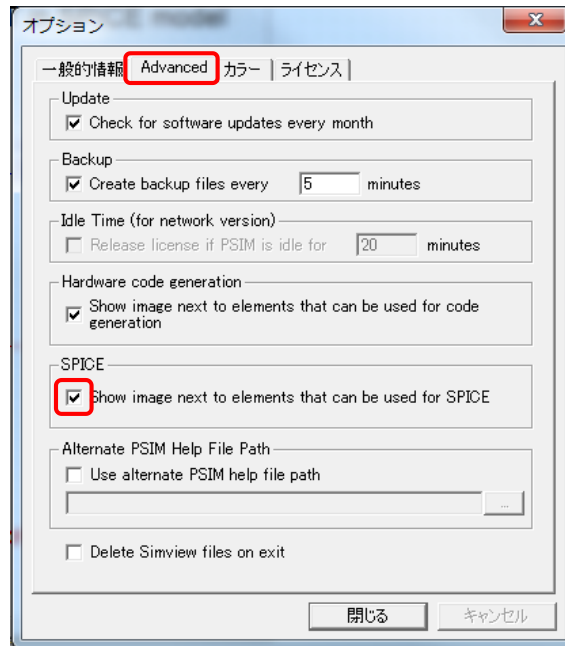 SPICE model
オプション
一般的情報 Advanced カラー ライセンス
Update
Check for software updates every month
Backup
Create backup files every 5 minutes
Idle Time (for network version)
Release license if PSIM is idle for 20 minutes
Hardware code generation
Show image next to elements that can be used for code
generation
SPICE
Show image next to elements that can be used for SPICE
Alternate PSIM Help File Path
Use alternate PSIM help file path
...
Delete Simview files on exit
閉じる キャンセル